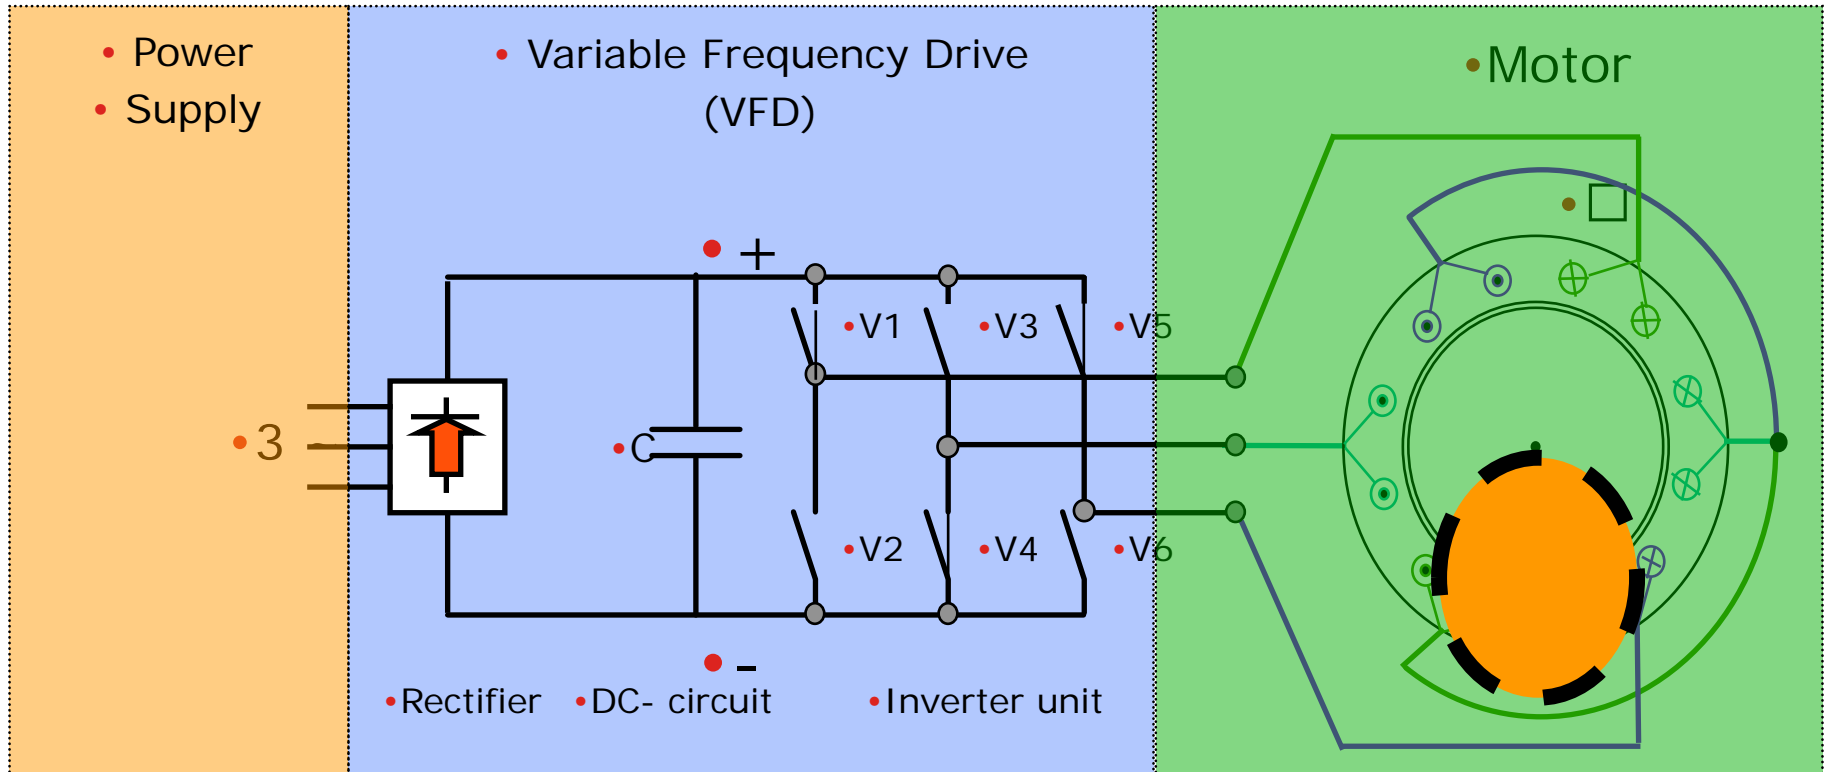 • Power
• Supply
• Variable Frequency Drive
(VFD)
• Motor
• +
• V1
• V3
• V5
• 3 ~
• C
• V2
• V4
• V6
• -
• Rectifier
• DC- circuit
• Inverter unit